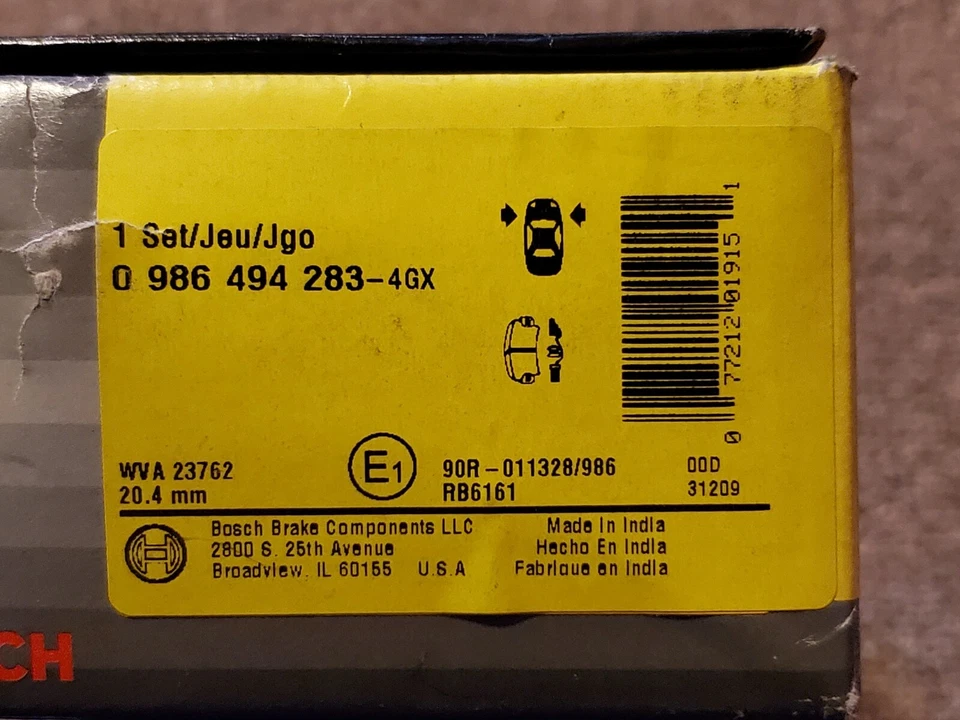 1 Set/Jeu/Jgo
0 986 494 283-4GX
0 77212 01915 1
WVA 23762
20.4 mm
E1
90R-011328/986
RB6161
00D
31209
Bosch Brake Components LLC
2800 S. 25th Avenue
Broadview, IL 60155 U.S.A
Made In India
Hecho En India
Fabrique en India
CH